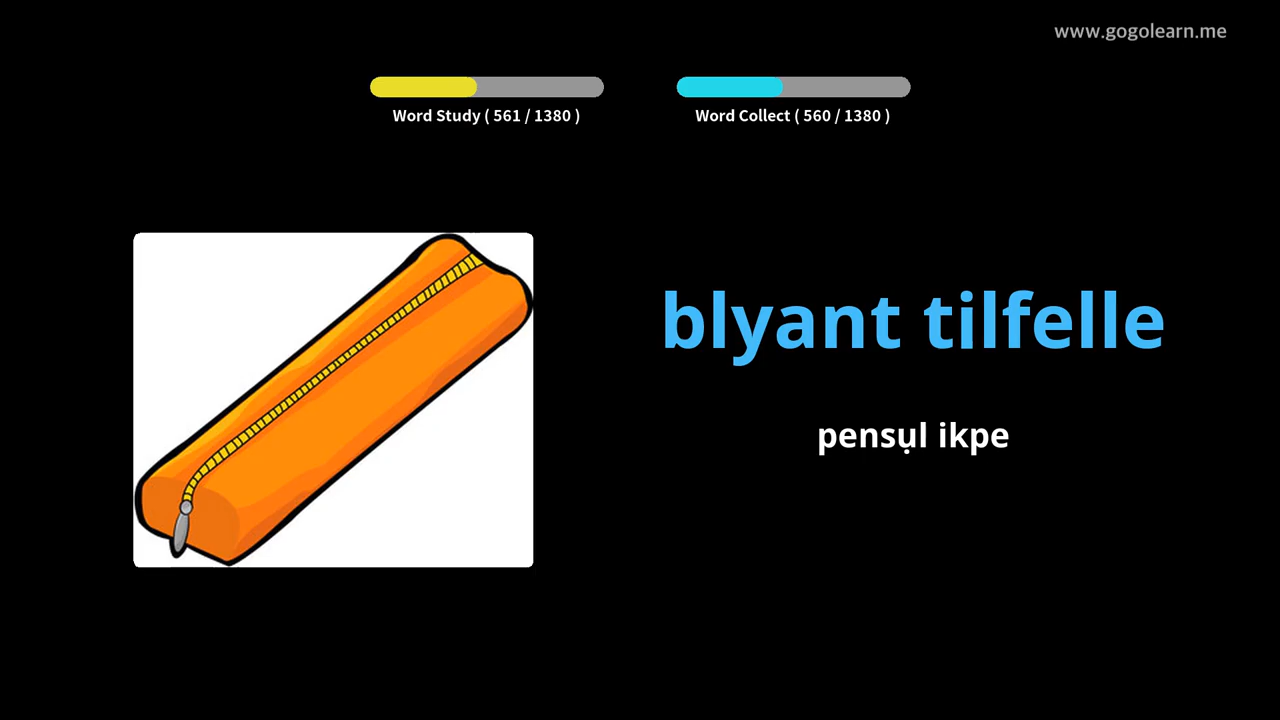 www.gogolearn.me
Word Study ( 561 / 1380 )
Word Collect ( 560 / 1380 )
blyant tilfelle
pensụl ikpe